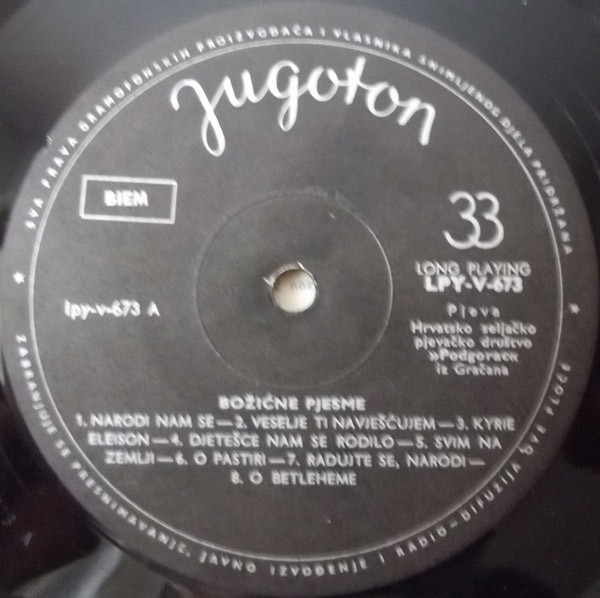 SVA PRAVA GRAMOFONSKIH PROIZVOĐAČA I VLASNIKA SNIMLJENOG DJELA PRIDRŽANA
Jugoton
BIEM
33
LONG PLAYING
LPY-V-673
lpy-v-673 A
Pjeva
Hrvatsko seljačko
pjevačko društvo
»Podgorac«
iz Gračana
BOŽIĆNE PJESME
1. NARODI NAM SE — 2. VESELJE TI NAVJEŠĆUJEM — 3. KYRIE
ELEISON — 4. DJETEŠCE NAM SE RODILO — 5. SVIM NA
ZEMLJI — 6. O PASTIRI — 7. RADUJTE SE, NARODI —
8. O BETLEHEME
ZABRANJUJE SE PRESNIMAVANJE, JAVNO IZVOĐENJE I RADIO-DIFUZIJA OVE PLOČE